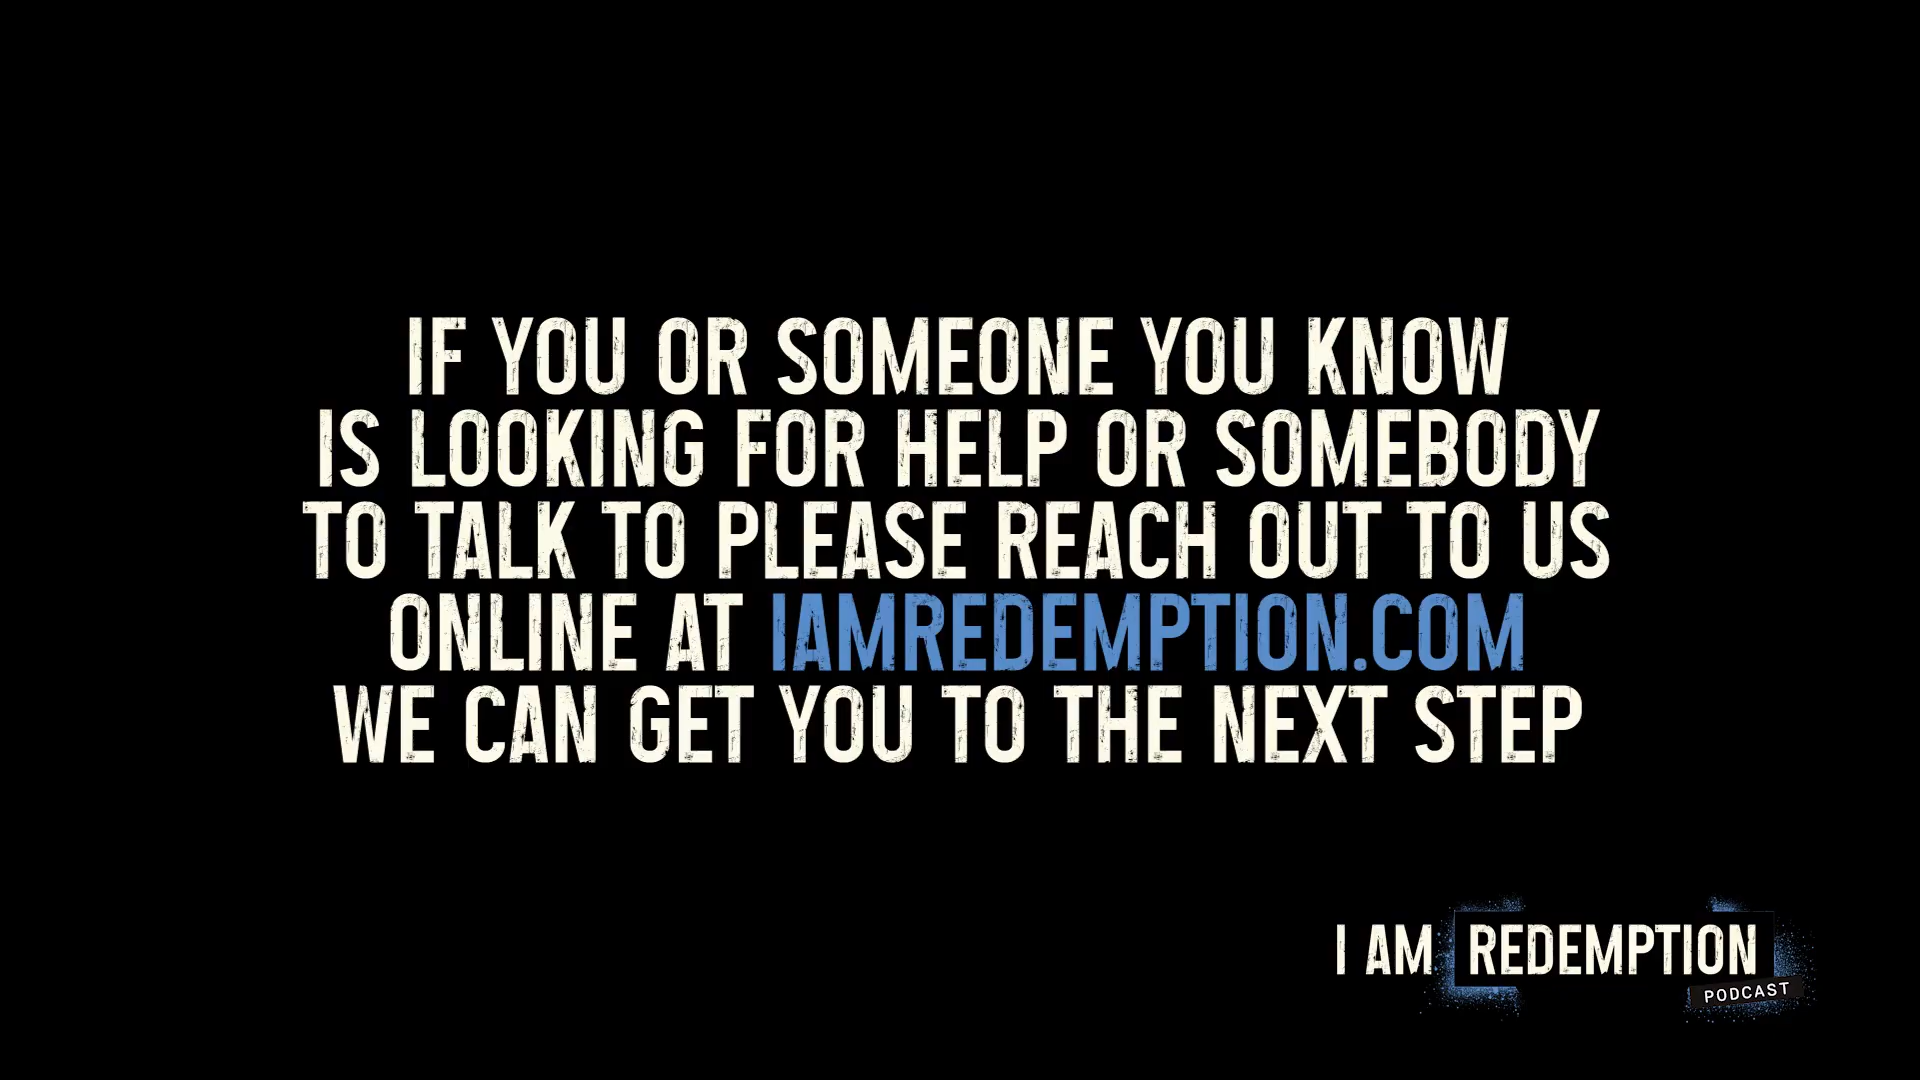 IF YOU OR SOMEONE YOU KNOW
IS LOOKING FOR HELP OR SOMEBODY
TO TALK TO PLEASE REACH OUT TO US
ONLINE AT IAMREDEMPTION.COM
WE CAN GET YOU TO THE NEXT STEP
I AM REDEMPTION
PODCAST